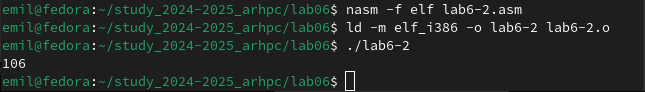 emil@fedora:~/study_2024-2025_arhpc/lab06$ nasm -f elf lab6-2.asm
emil@fedora:~/study_2024-2025_arhpc/lab06$ ld -m elf_i386 -o lab6-2 lab6-2.o
emil@fedora:~/study_2024-2025_arhpc/lab06$ ./lab6-2
106
emil@fedora:~/study_2024-2025_arhpc/lab06$